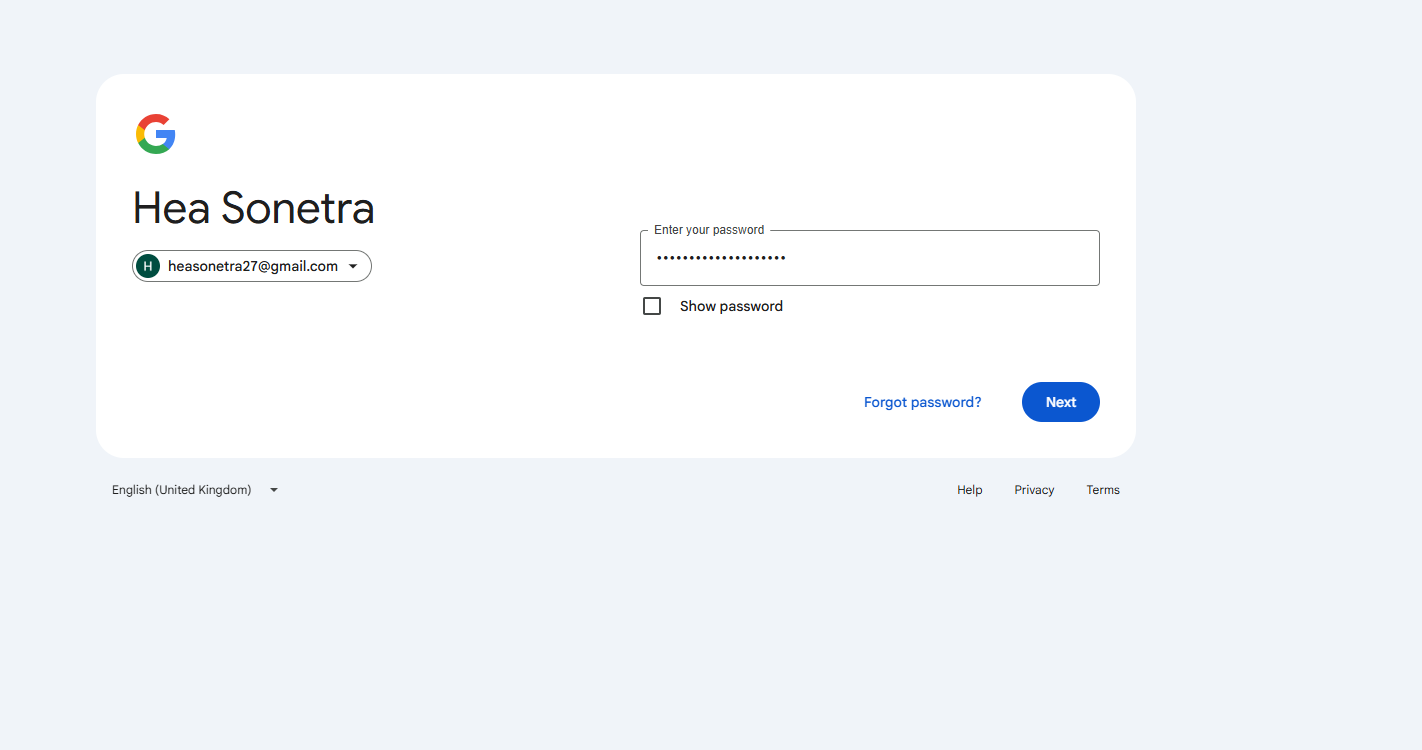 Hea Sonetra
Enter your password
H heasonetra27@gmail.com
••••••••••••••••••••
Show password
Forgot password? Next
English (United Kingdom) Help Privacy Terms